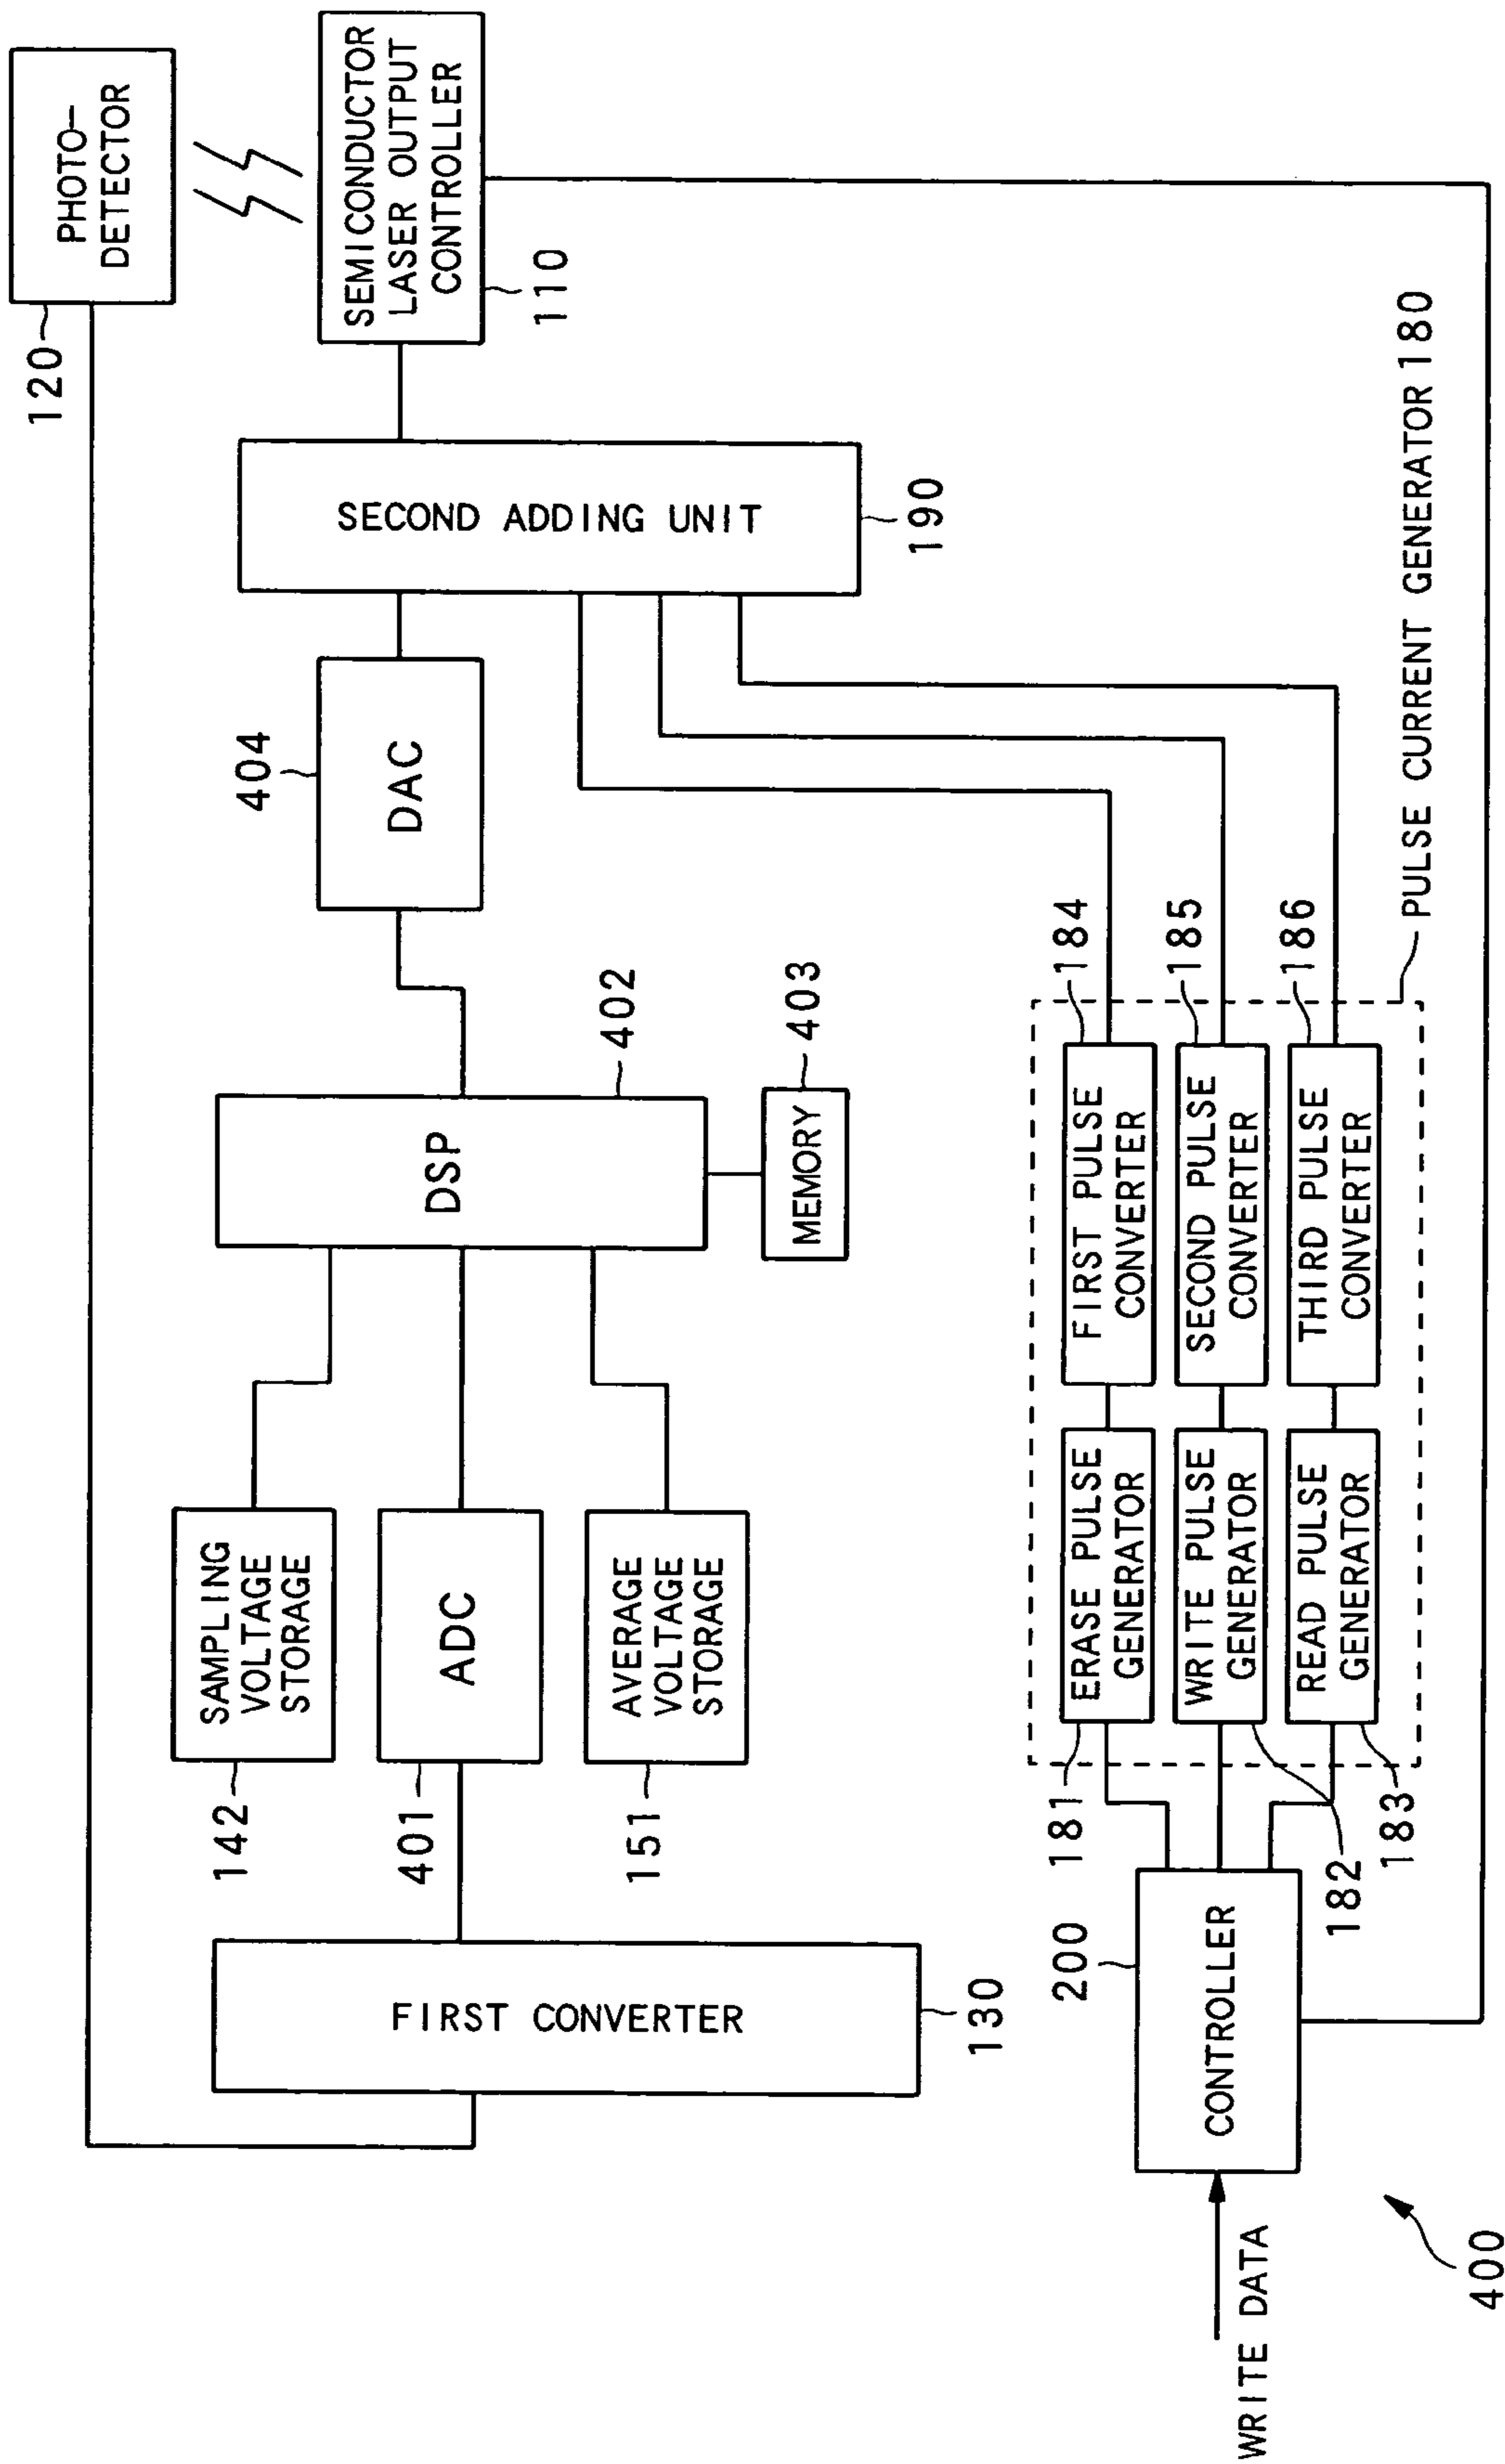 120
PHOTO-
DETECTOR
SEMICONDUCTOR
LASER OUTPUT
CONTROLLER
110
SECOND ADDING UNIT
190
404
DAC
402
DSP
403
MEMORY
SAMPLING
VOLTAGE
STORAGE
142
ADC
401
AVERAGE
VOLTAGE
STORAGE
151
FIRST CONVERTER
130
PULSE CURRENT GENERATOR 180
184
FIRST PULSE
CONVERTER
185
SECOND PULSE
CONVERTER
186
THIRD PULSE
CONVERTER
ERASE PULSE
GENERATOR
181
WRITE PULSE
GENERATOR
182
READ PULSE
GENERATOR
183
200
CONTROLLER
WRITE DATA
400